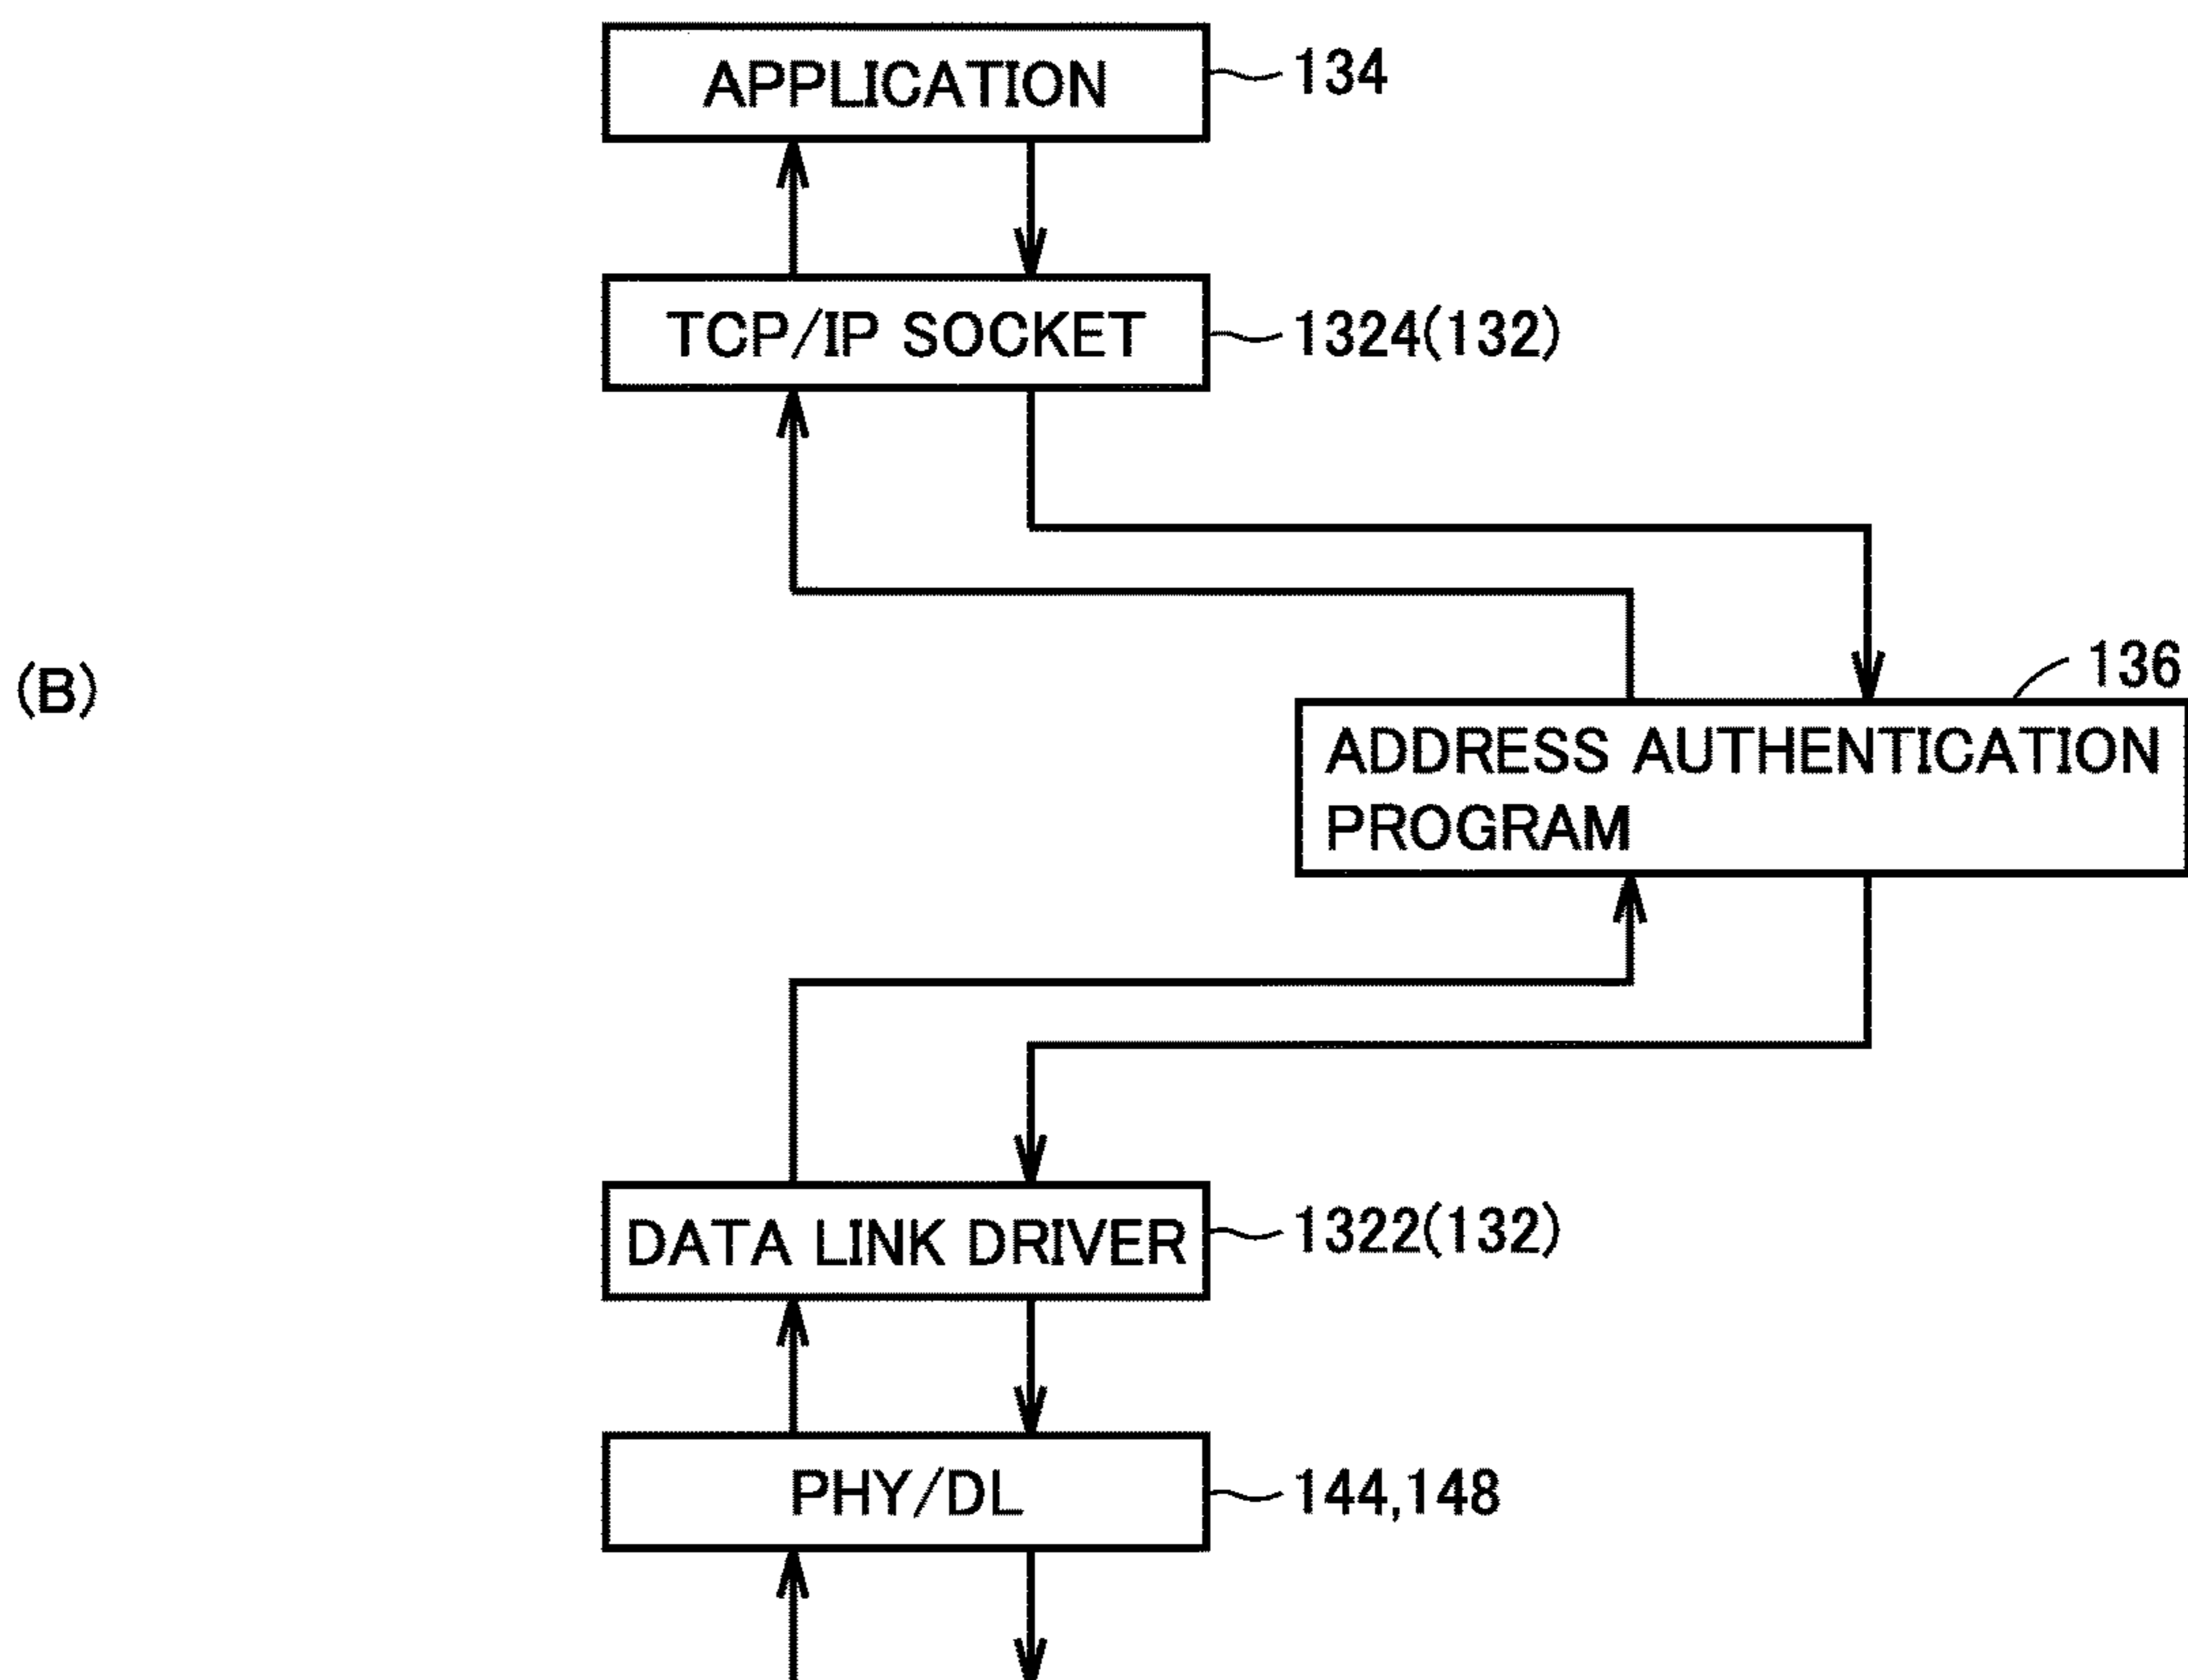 APPLICATION 134
TCP/IP SOCKET 1324(132)
(B)
136
ADDRESS AUTHENTICATION
PROGRAM
DATA LINK DRIVER 1322(132)
PHY/DL 144,148